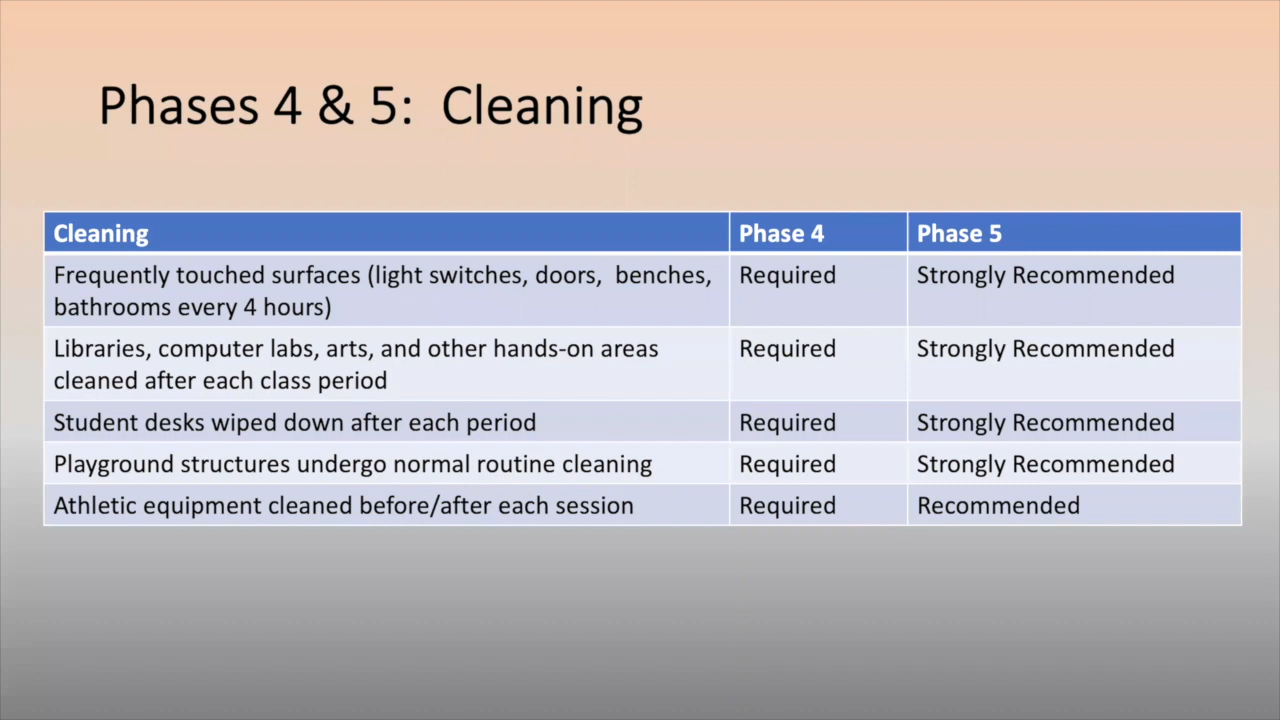 Phases 4 & 5:  Cleaning
Cleaning Phase 4 Phase 5
Frequently touched surfaces (light switches, doors,  benches, Required Strongly Recommended
bathrooms every 4 hours)
Libraries, computer labs, arts, and other hands-on areas Required Strongly Recommended
cleaned after each class period
Student desks wiped down after each period Required Strongly Recommended
Playground structures undergo normal routine cleaning Required Strongly Recommended
Athletic equipment cleaned before/after each session Required Recommended